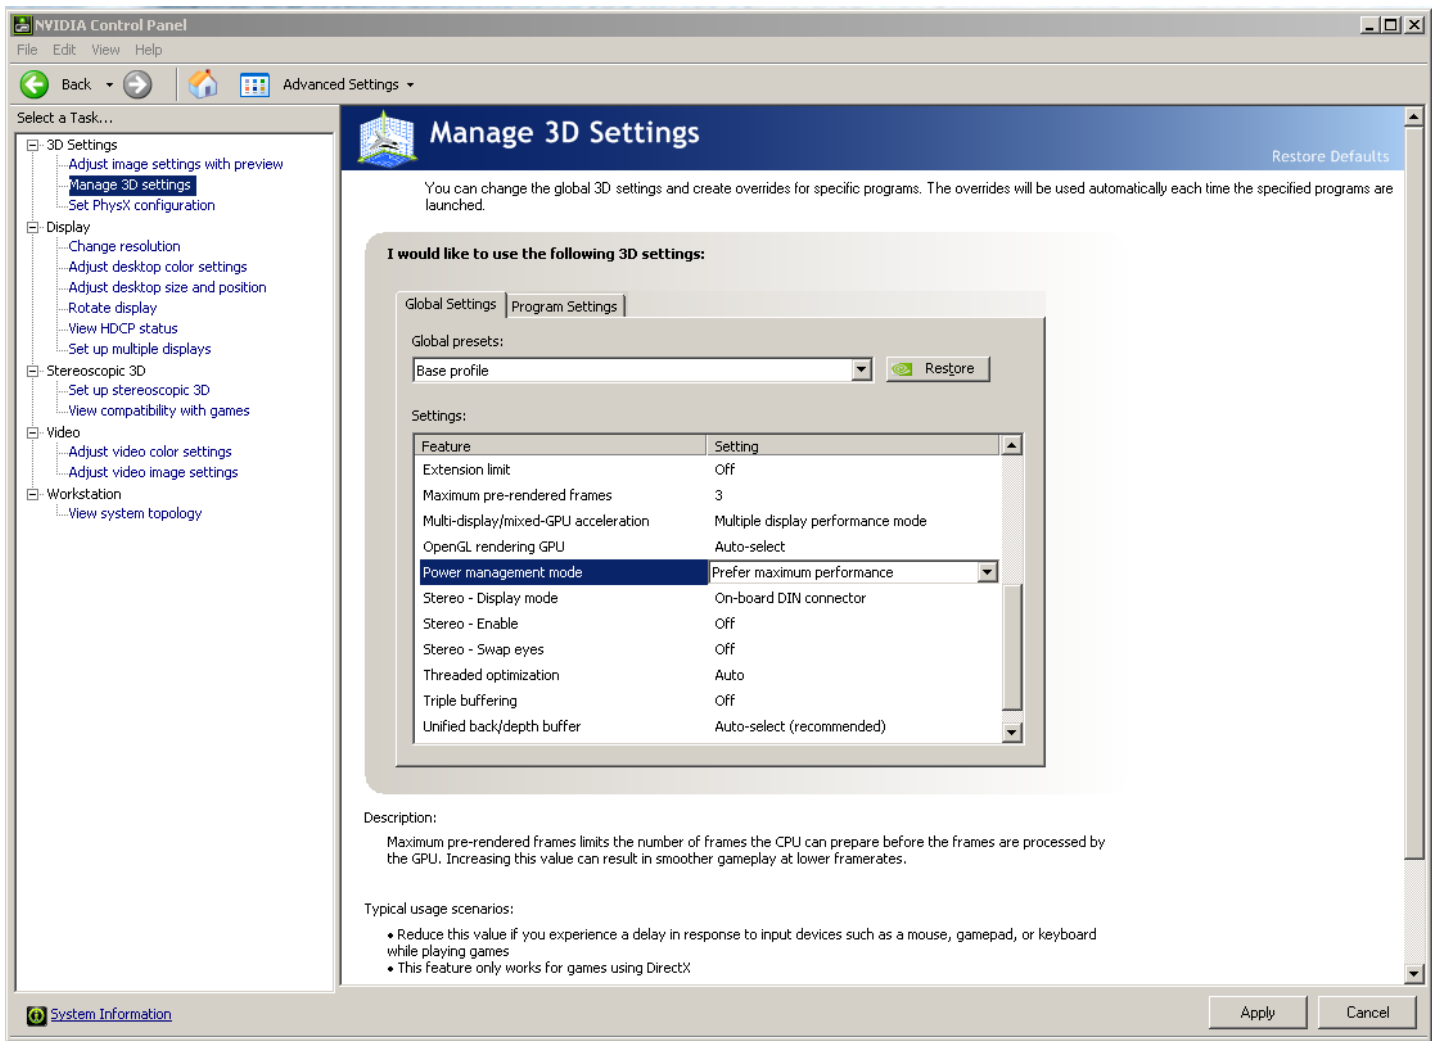 NVIDIA Control Panel
File Edit View Help
Back Advanced Settings
Select a Task...
3D Settings
Adjust image settings with preview
Manage 3D settings
Set PhysX configuration
Display
Change resolution
Adjust desktop color settings
Adjust desktop size and position
Rotate display
View HDCP status
Set up multiple displays
Stereoscopic 3D
Set up stereoscopic 3D
View compatibility with games
Video
Adjust video color settings
Adjust video image settings
Workstation
View system topology
Manage 3D Settings
Restore Defaults
You can change the global 3D settings and create overrides for specific programs. The overrides will be used automatically each time the specified programs are
launched.
I would like to use the following 3D settings:
Global Settings Program Settings
Global presets:
Base profile Restore
Settings:
Feature Setting
Extension limit Off
Maximum pre-rendered frames 3
Multi-display/mixed-GPU acceleration Multiple display performance mode
OpenGL rendering GPU Auto-select
Power management mode Prefer maximum performance
Stereo - Display mode On-board DIN connector
Stereo - Enable Off
Stereo - Swap eyes Off
Threaded optimization Auto
Triple buffering Off
Unified back/depth buffer Auto-select (recommended)
Description:
Maximum pre-rendered frames limits the number of frames the CPU can prepare before the frames are processed by
the GPU. Increasing this value can result in smoother gameplay at lower framerates.
Typical usage scenarios:
• Reduce this value if you experience a delay in response to input devices such as a mouse, gamepad, or keyboard
while playing games
• This feature only works for games using DirectX
System Information
Apply Cancel